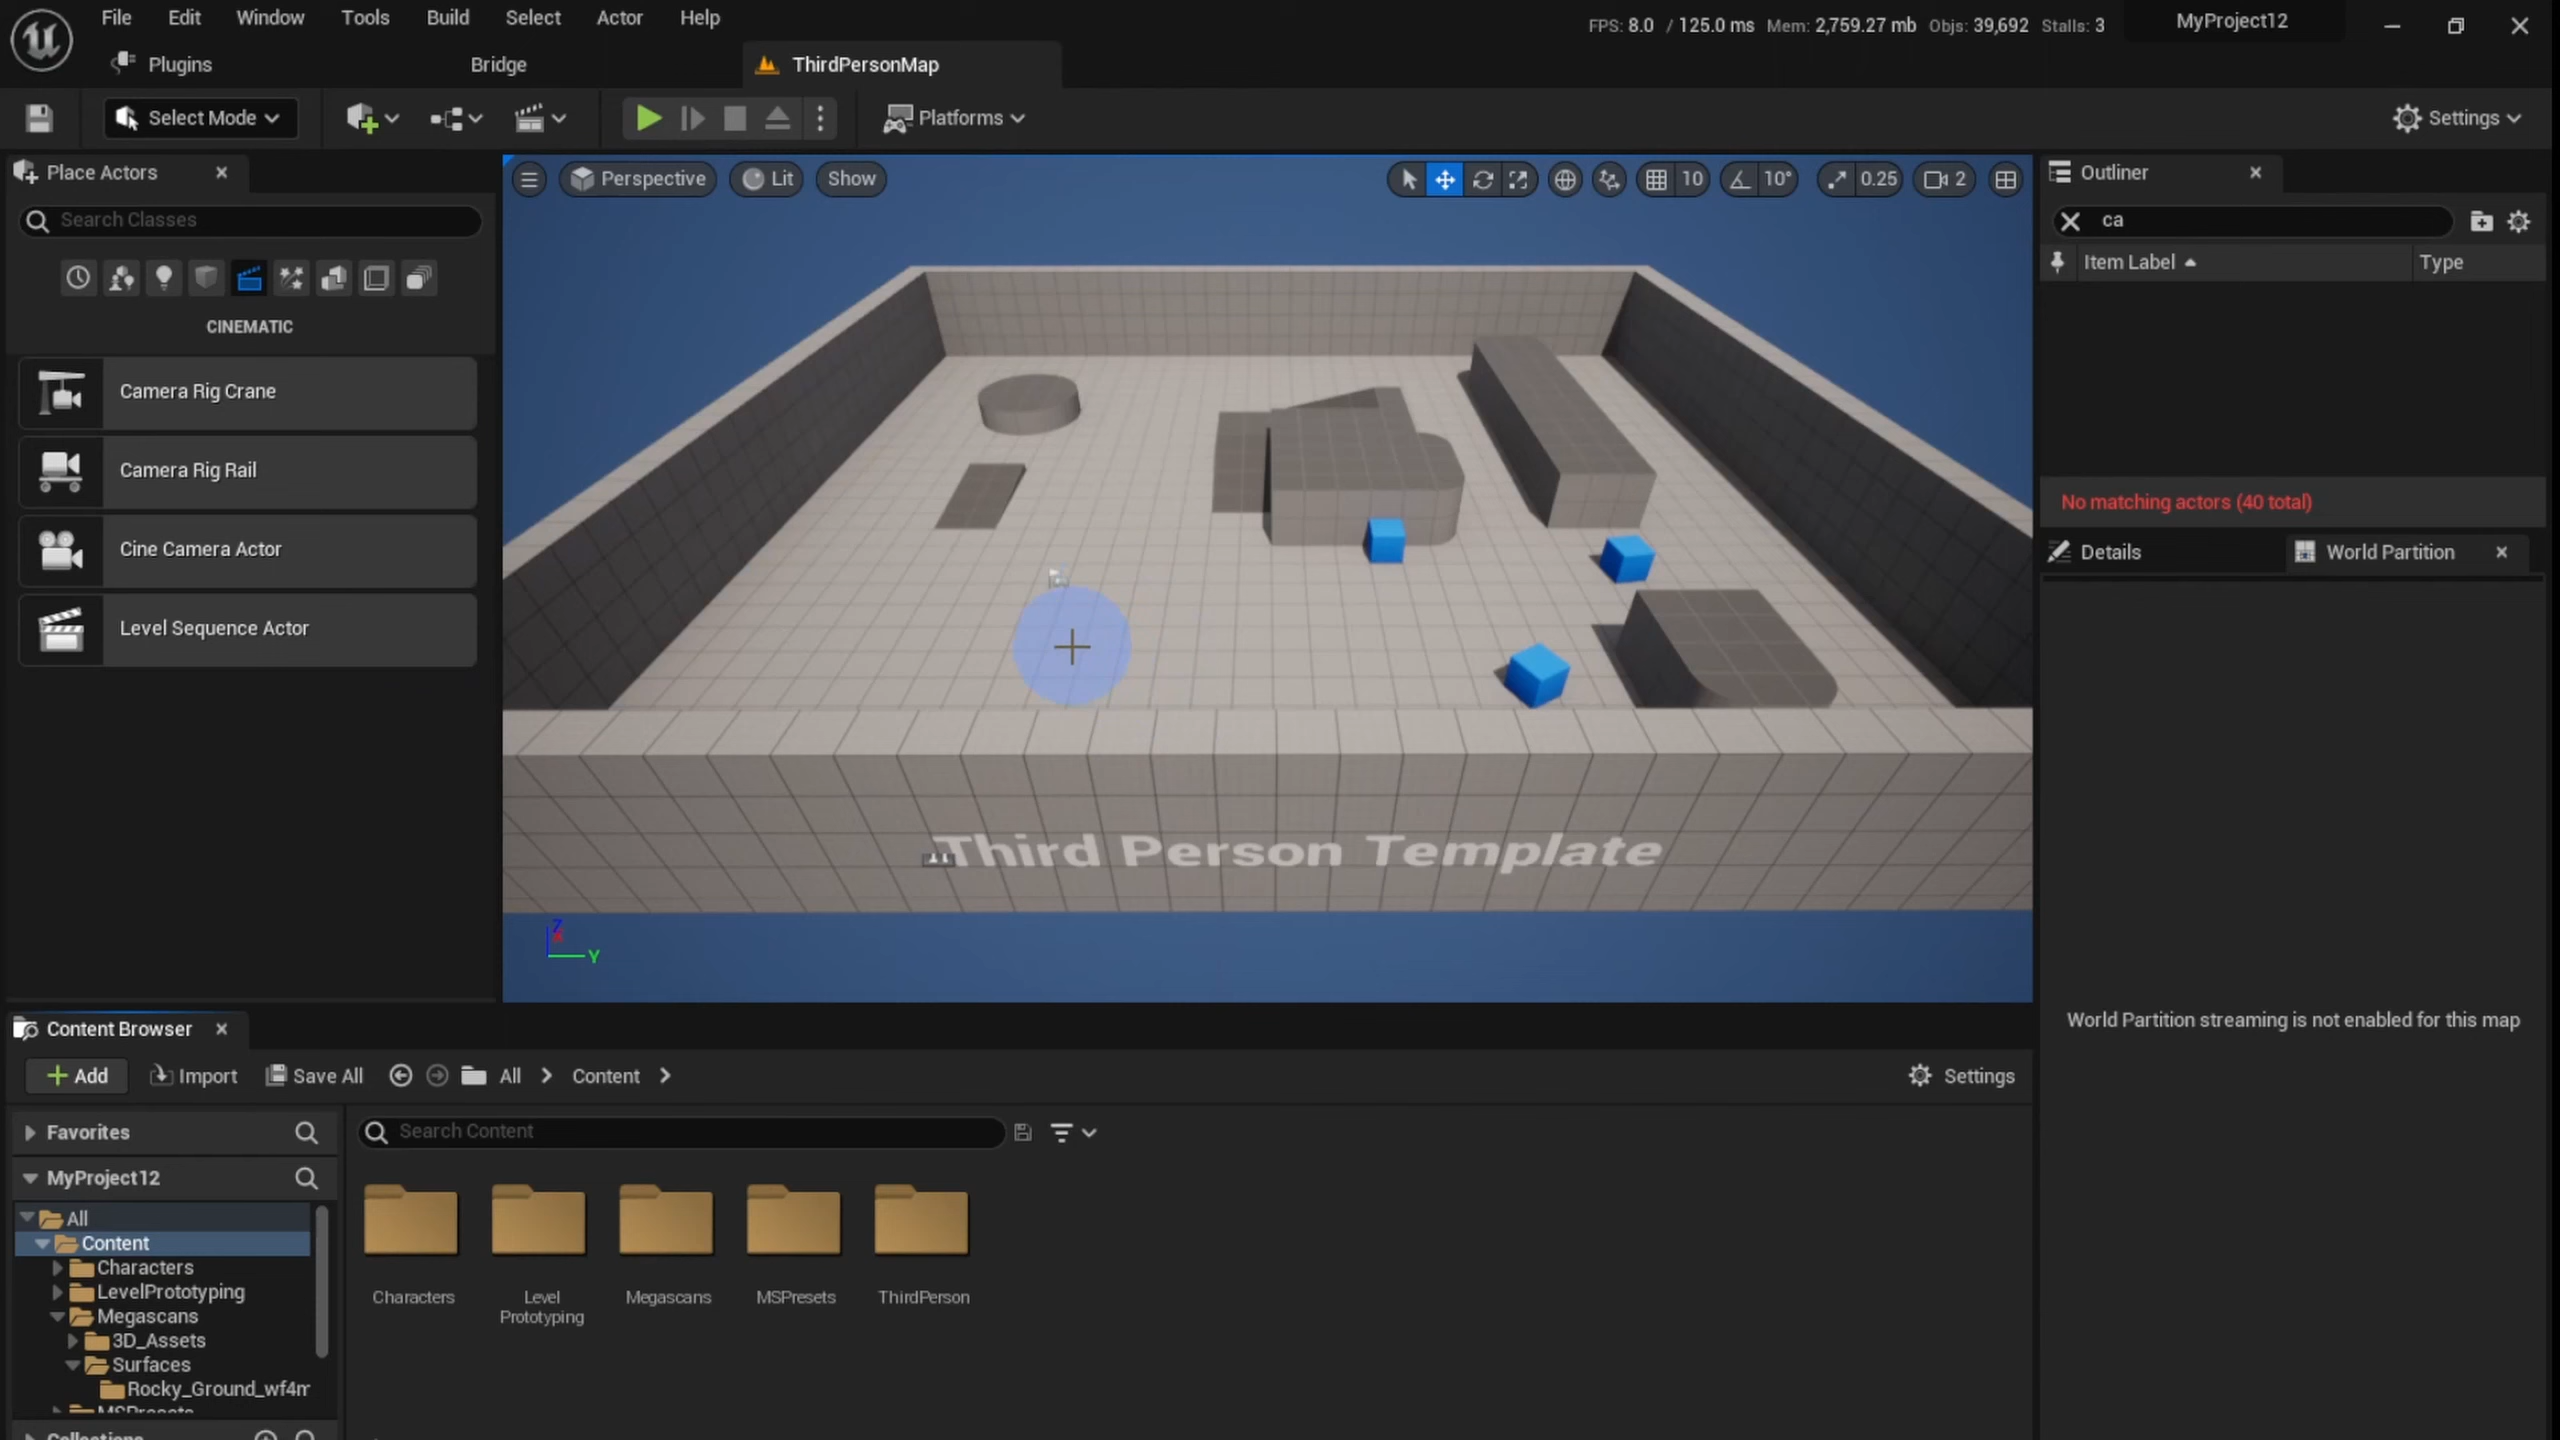 File Edit Window Tools Build Select Actor Help
FPS: 8.0 / 125.0 ms Mem: 2,759.27 mb Objs: 39,692 Stalls: 3
MyProject12
Plugins
Bridge
ThirdPersonMap
Select Mode
Platforms
Settings
Place Actors
Search Classes
CINEMATIC
Camera Rig Crane
Camera Rig Rail
Cine Camera Actor
Level Sequence Actor
Perspective
Lit
Show
10
10°
0.25
2
Third Person Template
Z
Y
Outliner
ca
Item Label
Type
No matching actors (40 total)
Details
World Partition
World Partition streaming is not enabled for this map
Content Browser
Add
Import
Save All
All
Content
Settings
Favorites
MyProject12
All
Content
Characters
LevelPrototyping
Megascans
3D_Assets
Surfaces
Rocky_Ground_wf4m
MSPresets
Collections
Search Content
Characters
Level
Prototyping
Megascans
MSPresets
ThirdPerson